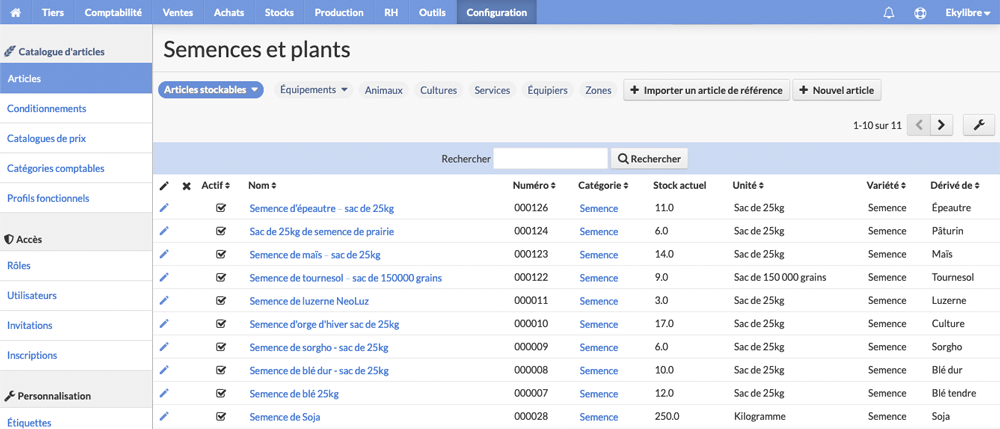 Tiers Comptabilité Ventes Achats Stocks Production RH Outils Configuration Ekylibre
Catalogue d'articles
Articles
Conditionnements
Catalogues de prix
Catégories comptables
Profils fonctionnels
Accès
Rôles
Utilisateurs
Invitations
Inscriptions
Personnalisation
Étiquettes
Semences et plants
Articles stockables Équipements Animaux Cultures Services Équipiers Zones Importer un article de référence Nouvel article
1-10 sur 11
Rechercher Rechercher
Actif Nom Numéro Catégorie Stock actuel Unité Variété Dérivé de
Semence d'épeautre - sac de 25kg 000126 Semence 11.0 Sac de 25kg Semence Épeautre
Sac de 25kg de semence de prairie 000124 Semence 6.0 Sac de 25kg Semence Pâturin
Semence de maïs - sac de 25kg 000123 Semence 14.0 Sac de 25kg Semence Maïs
Semence de tournesol - sac de 150000 grains 000122 Semence 9.0 Sac de 150 000 grains Semence Tournesol
Semence de luzerne NeoLuz 000011 Semence 3.0 Sac de 25kg Semence Luzerne
Semence d'orge d'hiver sac de 25kg 000010 Semence 17.0 Sac de 25kg Semence Culture
Semence de sorgho - sac de 25kg 000009 Semence 6.0 Sac de 25kg Semence Sorgho
Semence de blé dur - sac de 25kg 000008 Semence 10.0 Sac de 25kg Semence Blé dur
Semence de blé 25kg 000007 Semence 12.0 Sac de 25kg Semence Blé tendre
Semence de Soja 000028 Semence 250.0 Kilogramme Semence Soja